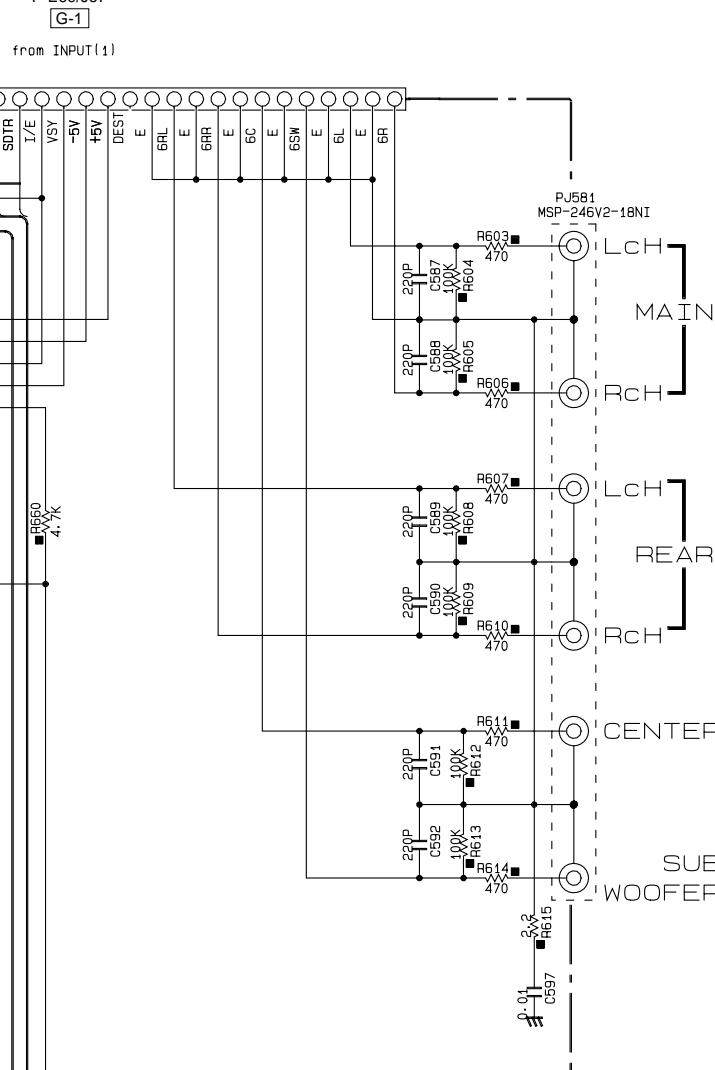 G-1
from INPUT(1)
SDTR
I/E
VSY
-5V
+5V
DEST
E
6RL
E
6RR
E
6C
E
6SW
E
6L
E
6R
PJ581
MSP-246V2-18NI
R603
470
LcH
220P
C587
100K
R604
MAIN
220P
C588
100K
R605
R606
470
RcH
R607
470
LcH
R660
4.7K
220P
C589
100K
R608
REAR
220P
C590
100K
R609
R610
470
RcH
R611
470
CENTER
220P
C591
100K
R612
220P
C592
100K
R613
R614
470
SUB
WOOFER
2.2
R615
0.01
C597